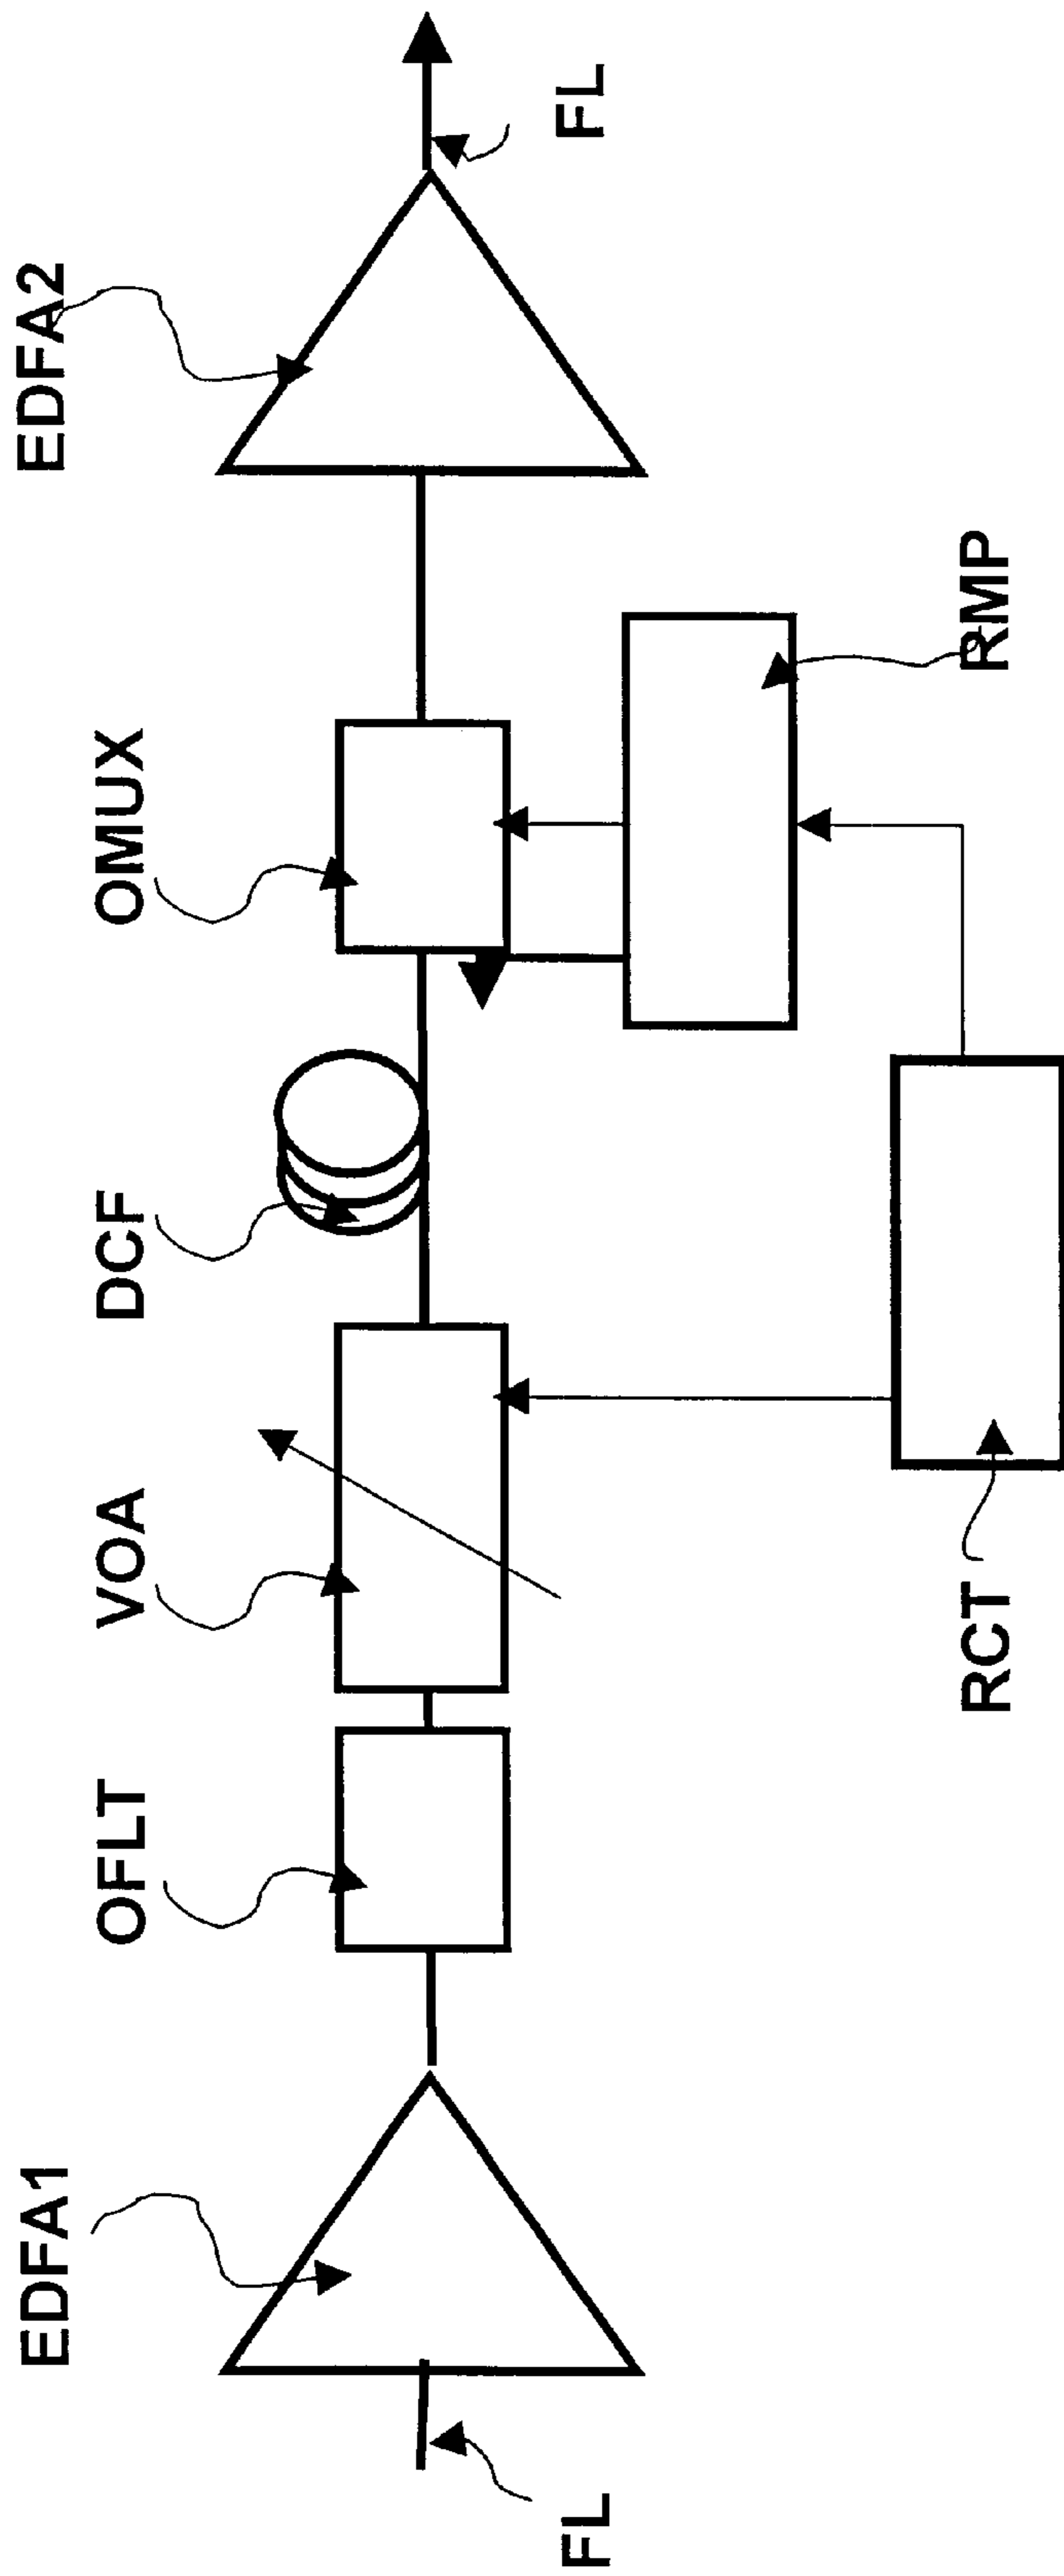 EDFA1
EDFA2
OFLT
VOA
DCF
OMUX
FL
FL
RCT
RMP